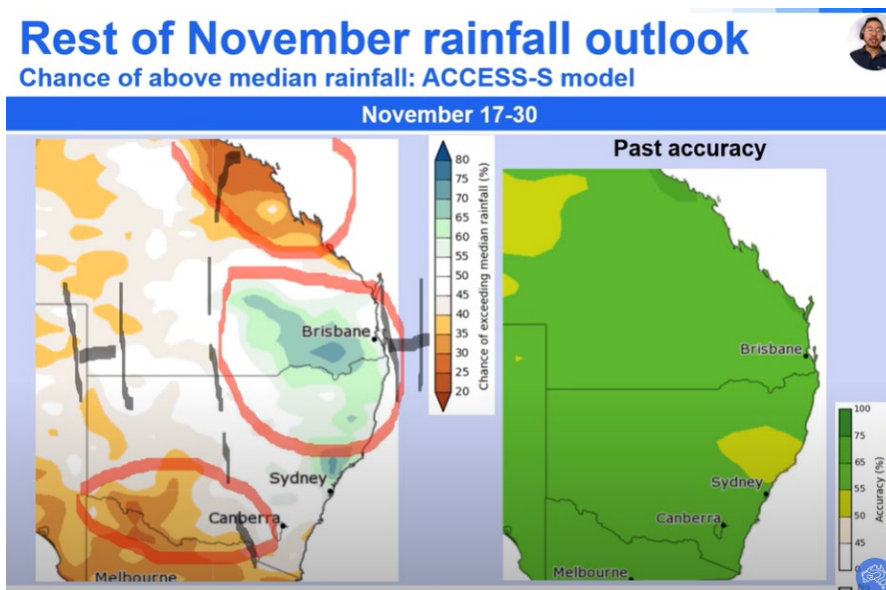 Rest of November rainfall outlook
Chance of above median rainfall: ACCESS-S model
November 17-30
Past accuracy
80
75
70
65
60
55
50
45
40
35
30
25
20
Chance of exceeding median rainfall (%)
Brisbane
Sydney
Canberra
Melbourne
Brisbane
Sydney
Canberra
Melbourne
100
75
65
55
50
45
Accuracy (%)